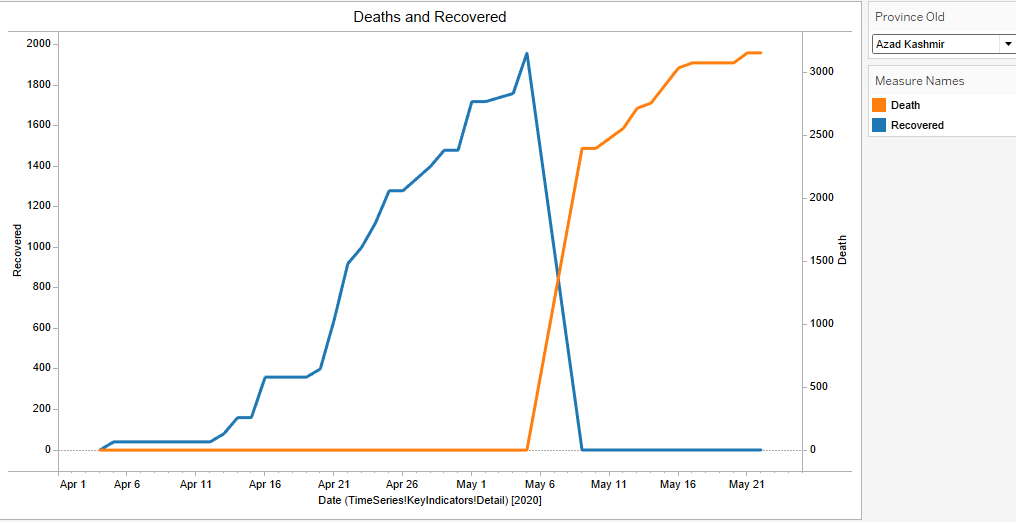 Deaths and Recovered
2000
1800
1600
1400
1200
1000
800
600
400
200
0
Recovered
3000
2500
2000
1500
1000
500
0
Death
Apr 1 Apr 6 Apr 11 Apr 16 Apr 21 Apr 26 May 1 May 6 May 11 May 16 May 21
Date (TimeSeries!KeyIndicators!Detail) [2020]
Province Old
Azad Kashmir
Measure Names
Death
Recovered